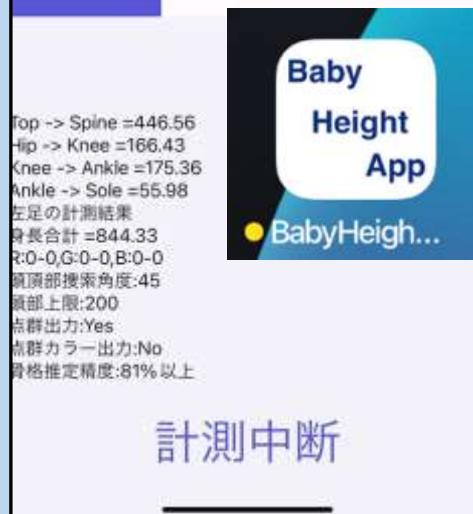 Top -> Spine =446.56
Hip -> Knee =166.43
Knee -> Ankle =175.36
Ankle -> Sole =55.98
左足の計測結果
身長合計 =844.33
R:0-0,G:0-0,B:0-0
頭頂部捜索角度:45
頭部上限:200
点群出力:Yes
点群カラー出力:No
骨格推定精度:81% 以上
計測中断
Baby
Height
App
BabyHeigh...